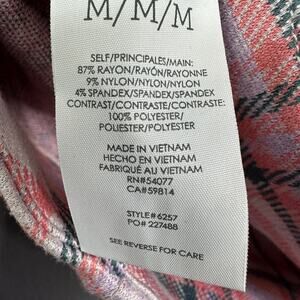 M/M/M
SELF/PRINCIPALES/MAIN:
87% RAYON/RAYÓN/RAYONNE
9% NYLON/NYLON/NYLON
4% SPANDEX/SPANDEX/SPANDEX
CONTRAST/CONTRASTE/CONTRASTE:
100% POLYESTER/
POLIESTER/POLYESTER
MADE IN VIETNAM
HECHO EN VIETNAM
FABRIQUÉ AU VIETNAM
RN#54077
CA#59814
STYLE#6257
PO# 227488
SEE REVERSE FOR CARE